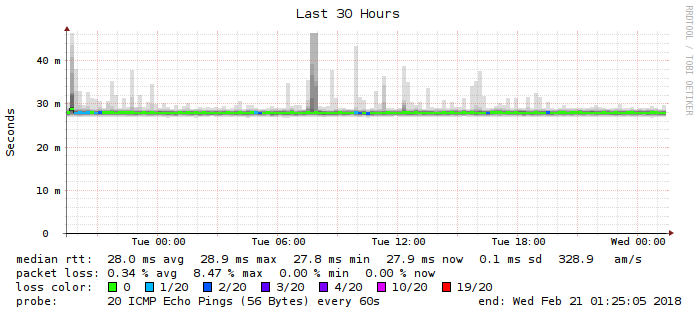 Last 30 Hours
RRDTOOL / TOBI OETIKER
Seconds
40 m
30 m
20 m
10 m
0
Tue 00:00 Tue 06:00 Tue 12:00 Tue 18:00 Wed 00:00
median rtt: 28.0 ms avg 28.9 ms max 27.8 ms min 27.9 ms now 0.1 ms sd 328.9 am/s
packet loss: 0.34 % avg 8.47 % max 0.00 % min 0.00 % now
loss color: 0 1/20 2/20 3/20 4/20 10/20 19/20
probe: 20 ICMP Echo Pings (56 Bytes) every 60s end: Wed Feb 21 01:25:05 2018